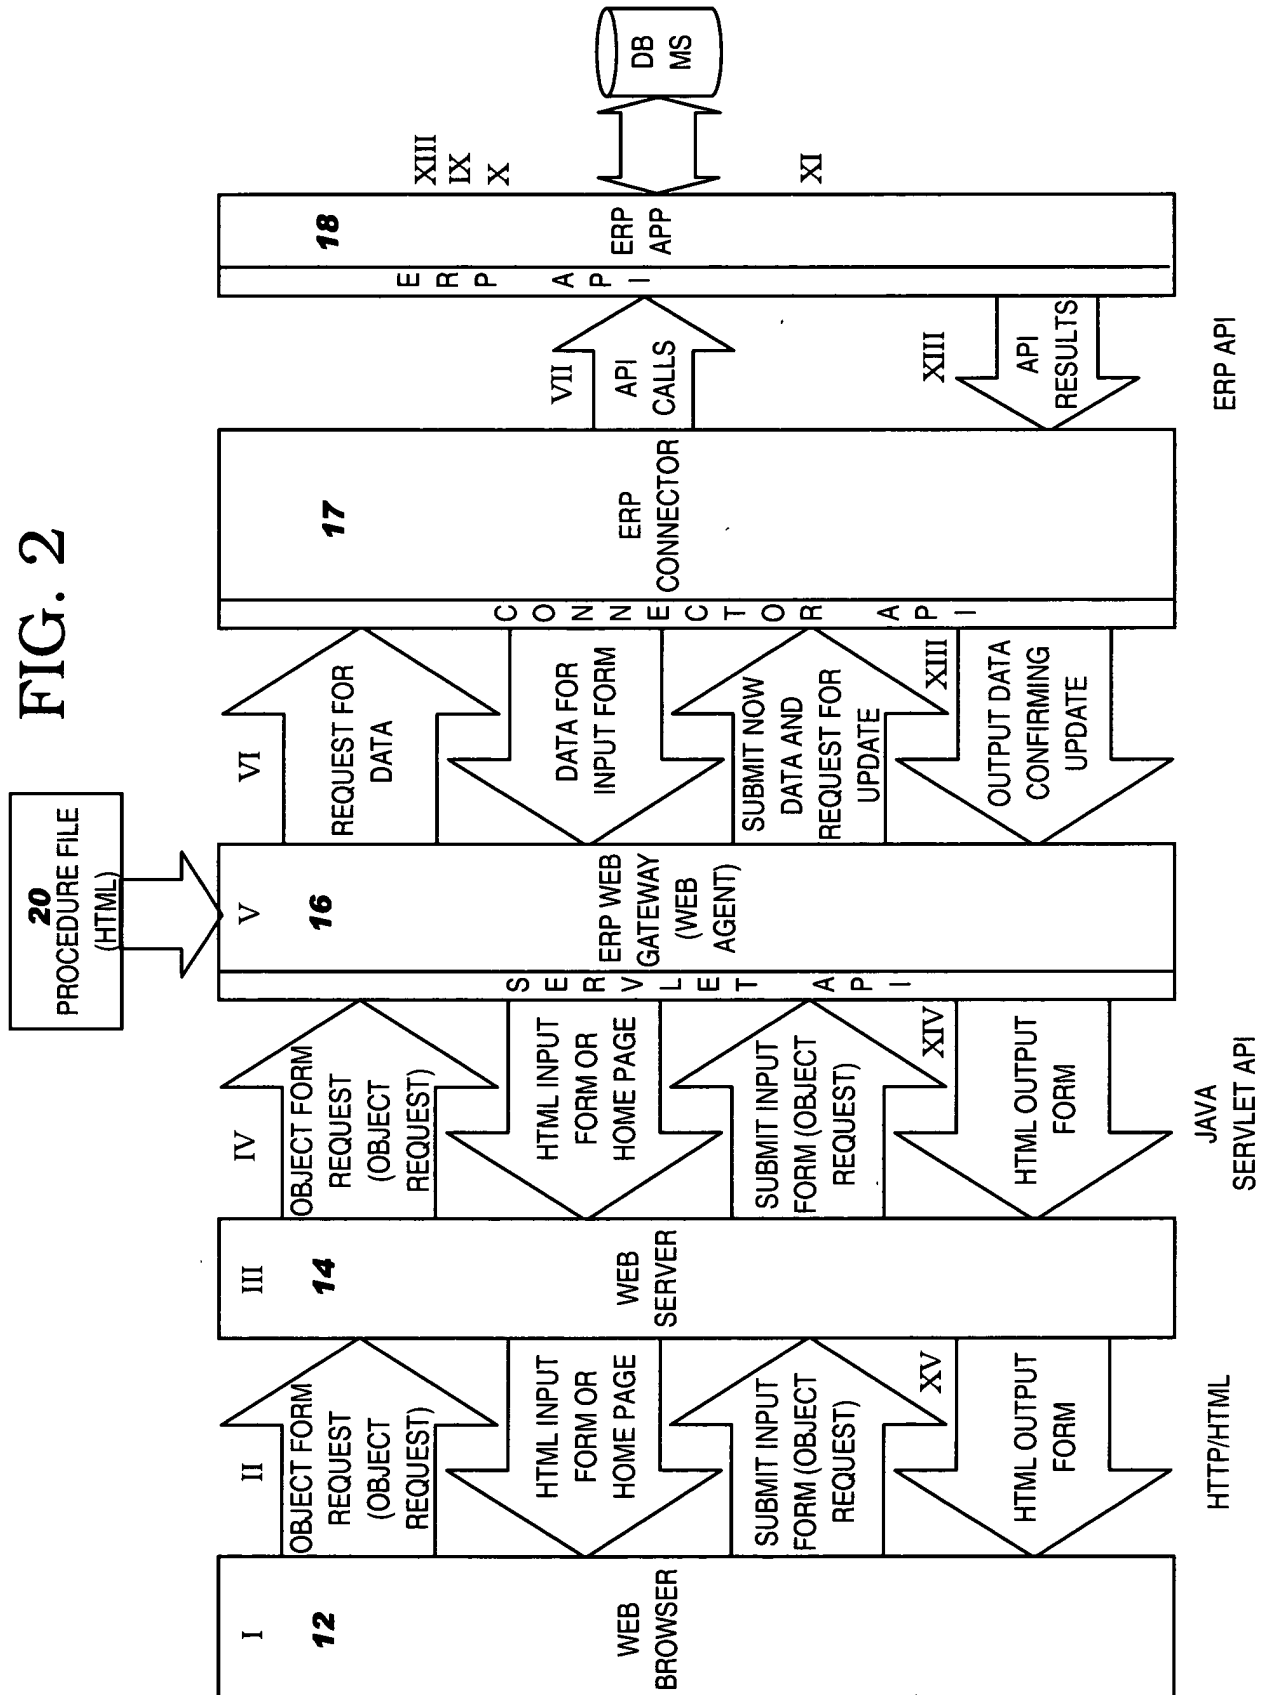 FIG. 2
20
PROCEDURE FILE
(HTML)
I
12
WEB
BROWSER
II
OBJECT FORM
REQUEST
(OBJECT
REQUEST)
HTML INPUT
FORM OR
HOME PAGE
SUBMIT INPUT
FORM (OBJECT
REQUEST)
XV
HTML OUTPUT
FORM
HTTP/HTML
III
14
WEB
SERVER
IV
OBJECT FORM
REQUEST
(OBJECT
REQUEST)
HTML INPUT
FORM OR
HOME PAGE
SUBMIT INPUT
FORM (OBJECT
REQUEST)
XIV
HTML OUTPUT
FORM
JAVA
SERVLET API
SERVLET API
V
16
ERP WEB
GATEWAY
(WEB
AGENT)
VI
REQUEST FOR
DATA
DATA FOR
INPUT FORM
SUBMIT NOW
DATA AND
REQUEST FOR
UPDATE
XIII
OUTPUT DATA
CONFIRMING
UPDATE
CONNECTOR API
17
ERP
CONNECTOR
VII
API
CALLS
XIII
API
RESULTS
ERP API
ERP API
18
ERP
APP
XIII
IX
X
XI
DB
MS